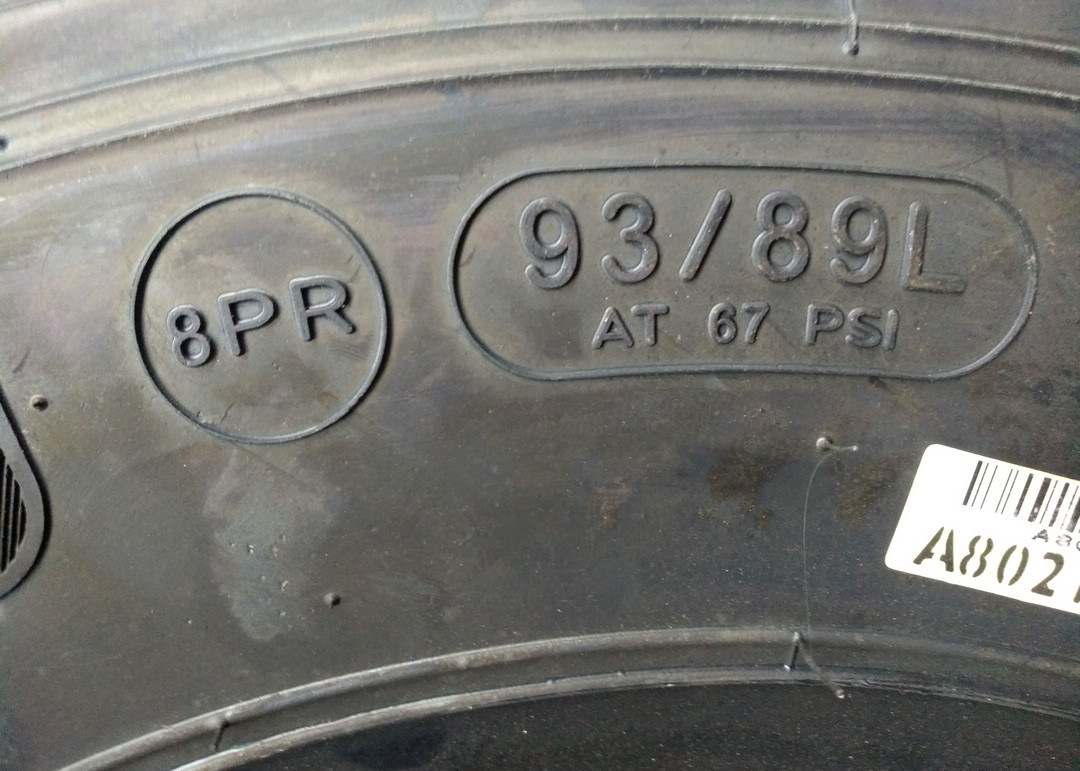 8PR
93/89L
AT 67 PSI
A802